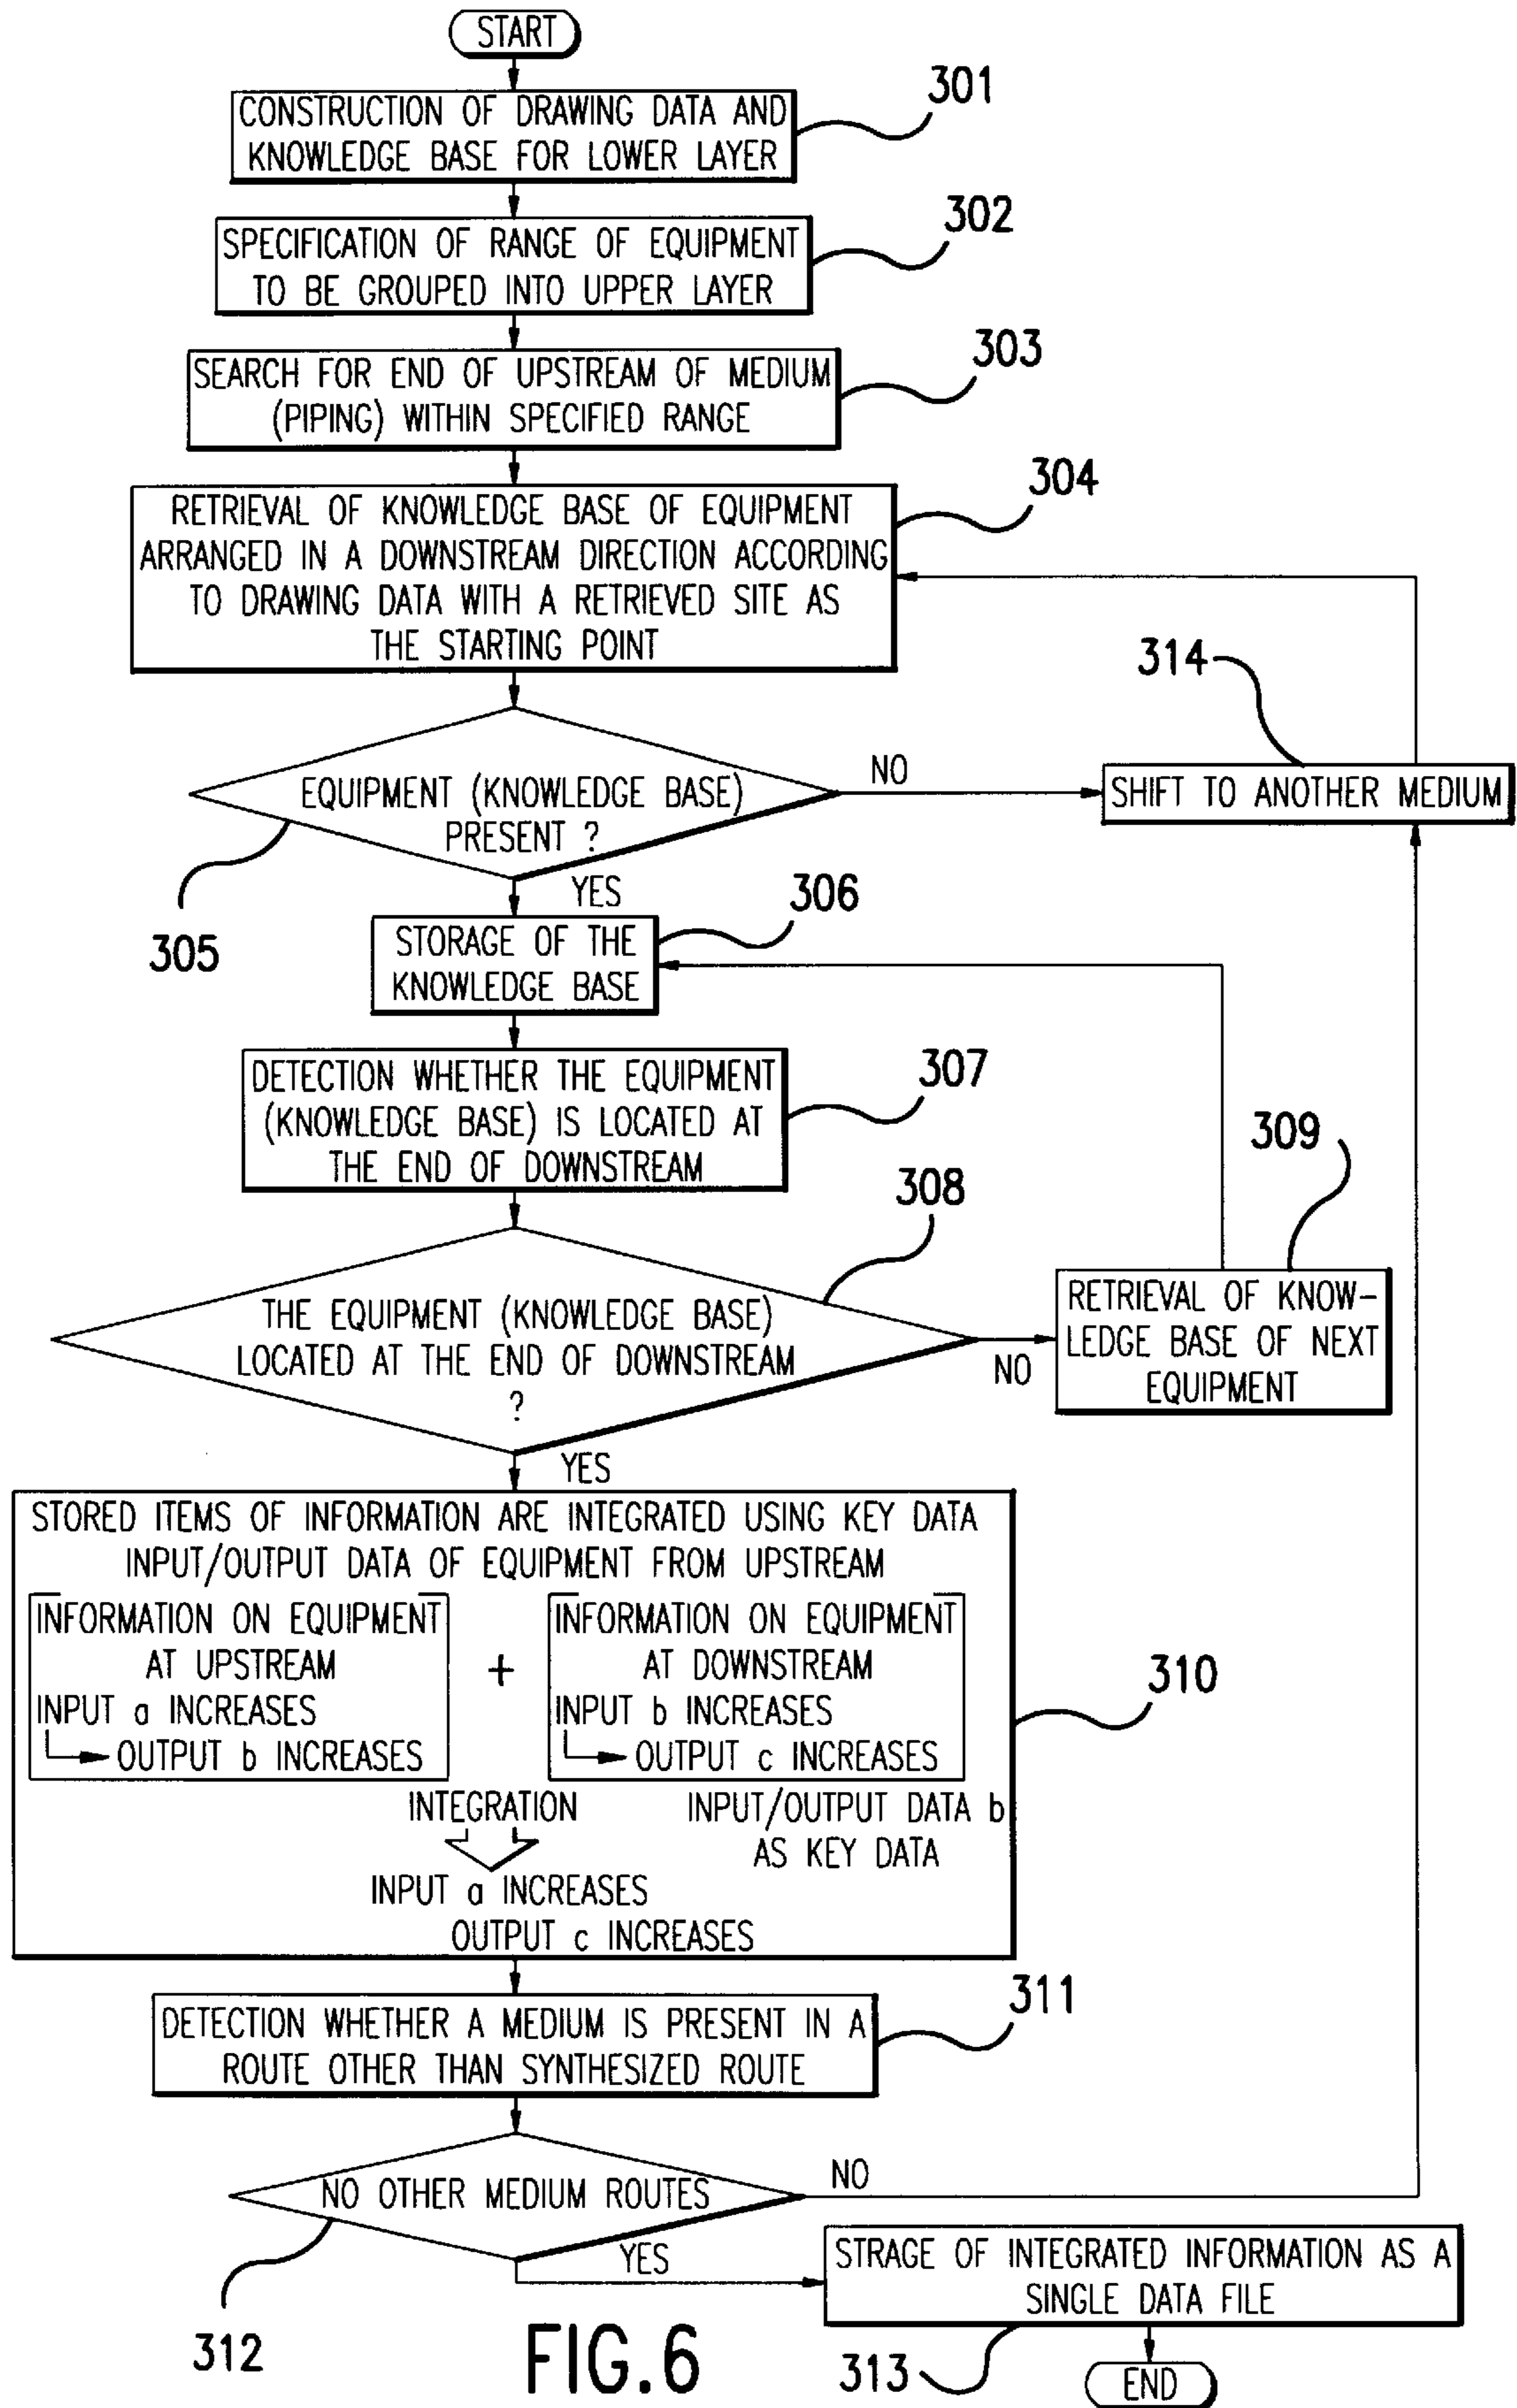 START
301
CONSTRUCTION OF DRAWING DATA AND
KNOWLEDGE BASE FOR LOWER LAYER
302
SPECIFICATION OF RANGE OF EQUIPMENT
TO BE GROUPED INTO UPPER LAYER
303
SEARCH FOR END OF UPSTREAM OF MEDIUM
(PIPING) WITHIN SPECIFIED RANGE
304
RETRIEVAL OF KNOWLEDGE BASE OF EQUIPMENT
ARRANGED IN A DOWNSTREAM DIRECTION ACCORDING
TO DRAWING DATA WITH A RETRIEVED SITE AS
THE STARTING POINT
314
SHIFT TO ANOTHER MEDIUM
EQUIPMENT (KNOWLEDGE BASE)
PRESENT ?
NO
YES
305
306
STORAGE OF THE
KNOWLEDGE BASE
307
DETECTION WHETHER THE EQUIPMENT
(KNOWLEDGE BASE) IS LOCATED AT
THE END OF DOWNSTREAM
308
309
THE EQUIPMENT (KNOWLEDGE BASE)
LOCATED AT THE END OF DOWNSTREAM
?
NO
RETRIEVAL OF KNOW-
LEDGE BASE OF NEXT
EQUIPMENT
YES
STORED ITEMS OF INFORMATION ARE INTEGRATED USING KEY DATA
INPUT/OUTPUT DATA OF EQUIPMENT FROM UPSTREAM
INFORMATION ON EQUIPMENT
AT UPSTREAM
INPUT a INCREASES
OUTPUT b INCREASES
+
INFORMATION ON EQUIPMENT
AT DOWNSTREAM
INPUT b INCREASES
OUTPUT c INCREASES
310
INTEGRATION
INPUT/OUTPUT DATA b
AS KEY DATA
INPUT a INCREASES
OUTPUT c INCREASES
311
DETECTION WHETHER A MEDIUM IS PRESENT IN A
ROUTE OTHER THAN SYNTHESIZED ROUTE
NO OTHER MEDIUM ROUTES
NO
YES
312
STRAGE OF INTEGRATED INFORMATION AS A
SINGLE DATA FILE
313
END
FIG.6